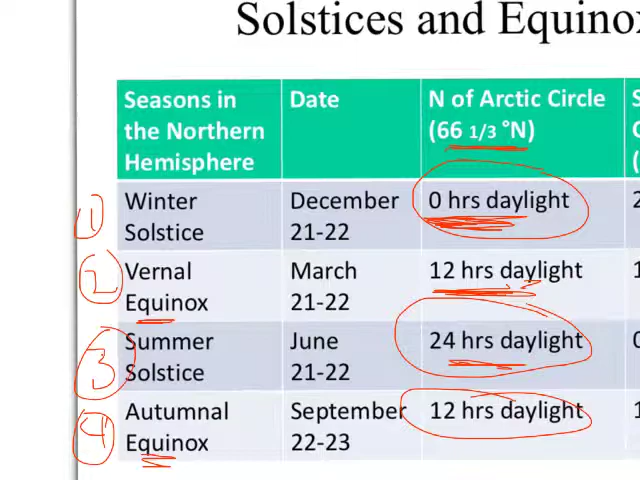 Solstices and Equinox
Seasons in
the Northern
Hemisphere
Date
N of Arctic Circle
(66 1/3 °N)
1
Winter
Solstice
December
21-22
0 hrs daylight
2
2
Vernal
Equinox
March
21-22
12 hrs daylight
3
Summer
Solstice
June
21-22
24 hrs daylight
4
Autumnal
Equinox
September
22-23
12 hrs daylight